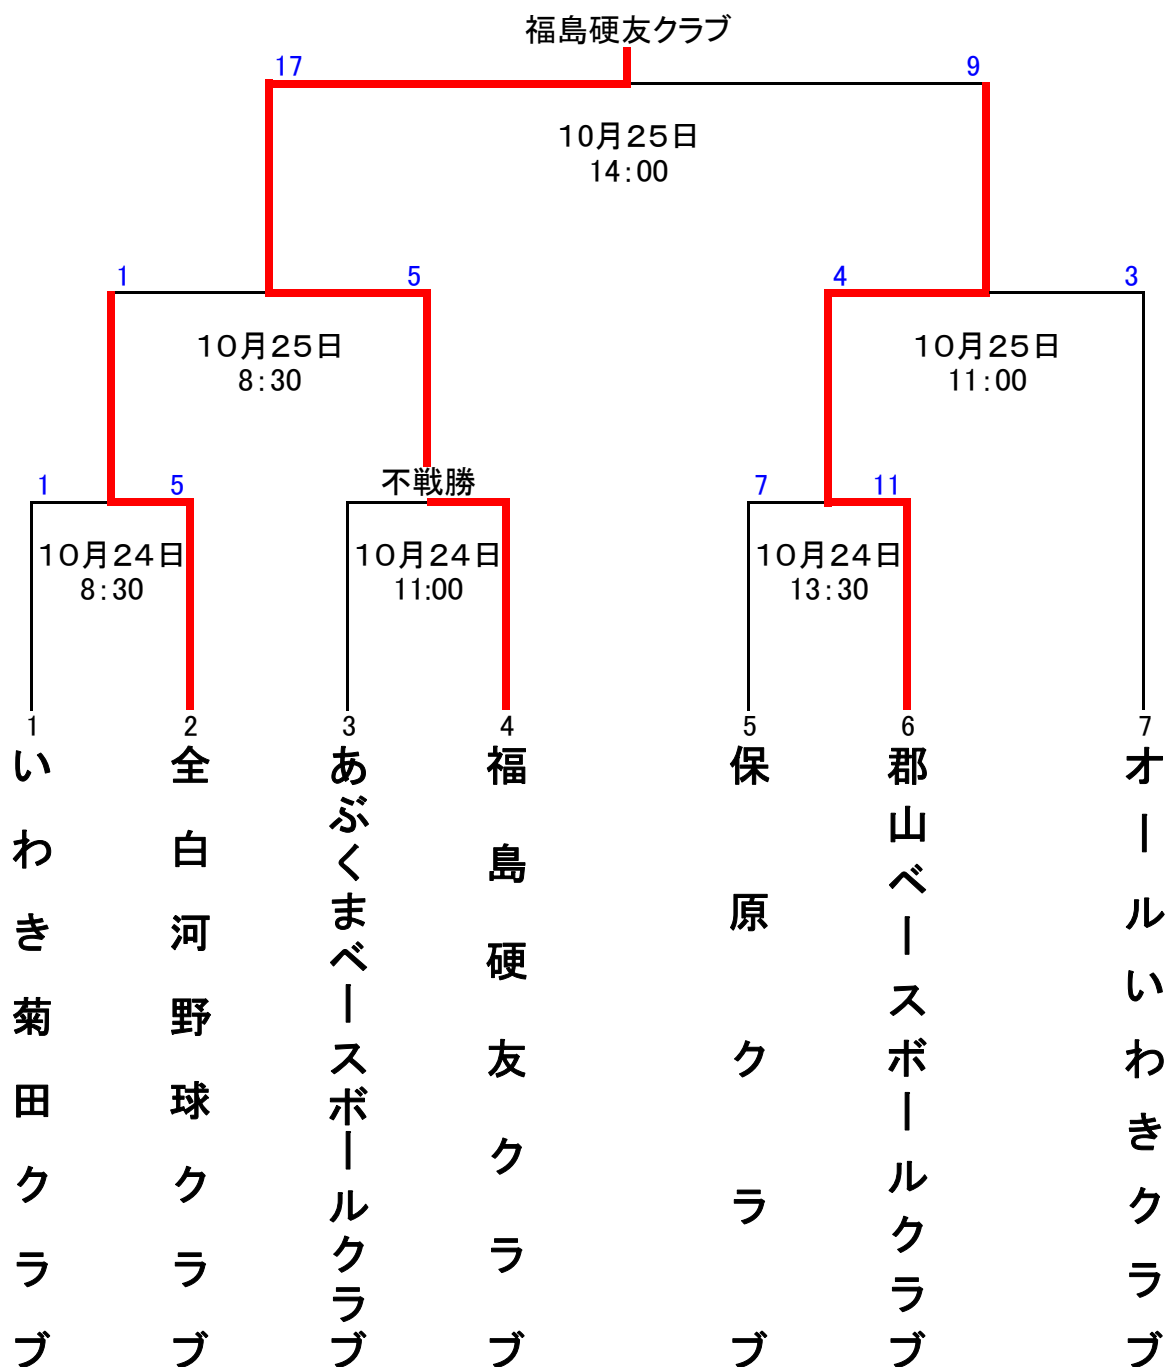 福島硬友クラブ
17
9
10月25日
14:00
1
5
4
3
10月25日
8:30
10月25日
11:00
1
5
不戦勝
7
11
10月24日
8:30
10月24日
11:00
10月24日
13:30
1
2
3
4
5
6
7
いわき菊田クラブ
全白河野球クラブ
あぶくまベースボールクラブ
福島硬友クラブ
保原クラブ
郡山ベースボールクラブ
オールいわきクラブ